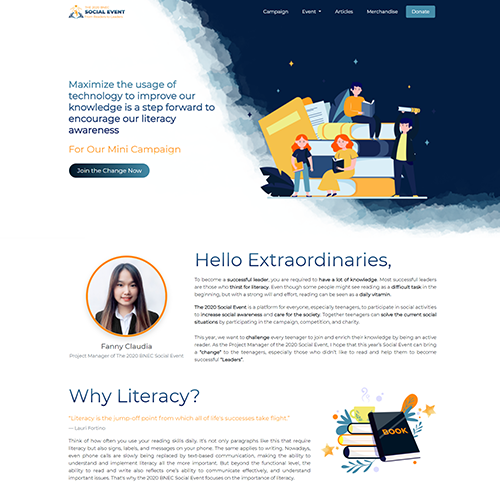 SOCIAL EVENT
Campaign Event Articles Merchandise Donate
Maximize the usage of
technology to improve our
knowledge is a step forward to
encourage our literacy
awareness
For Our Mini Campaign
Join the Change Now
Hello Extraordinaries,
To become a successful leader, you are required to have a lot of knowledge. Most successful leaders
are those who thirst for literacy. Even though some people might see reading as a difficult task in the
beginning, but with a strong will and effort, reading can be seen as a daily vitamin.
The 2020 Social Event is a platform for everyone, especially teenagers, to participate in social activities
to increase social awareness and care for the society. Together teenagers can solve the current social
situations by participating in the campaign, competition, and charity.
This year, we want to challenge every teenager to join and enrich their knowledge by being an active
reader. As the Project Manager of The 2020 Social Event, I hope that this year's Social Event can bring
a "change" to the teenagers, especially those who didn't like to read and help them to become
successful "Leaders".
Fanny Claudia
Project Manager of The 2020 BNEC Social Event
Why Literacy?
"Literacy is the jump-off point from which all of life's successes take flight."
— Lauri Fortino
Think of how often you use your reading skills daily. It's not only paragraphs like this that require
literacy but also signs, labels, and messages on your phone. The same applies to writing. Nowadays,
even phone calls are slowly being replaced by text-based communication, making the ability to
understand and implement literacy all the more important. But beyond the functional level, the
ability to read and write also reflects one's ability to communicate effectively, and understand
important issues. That's why the 2020 BNEC Social Event focuses on the importance of literacy.
BOOK